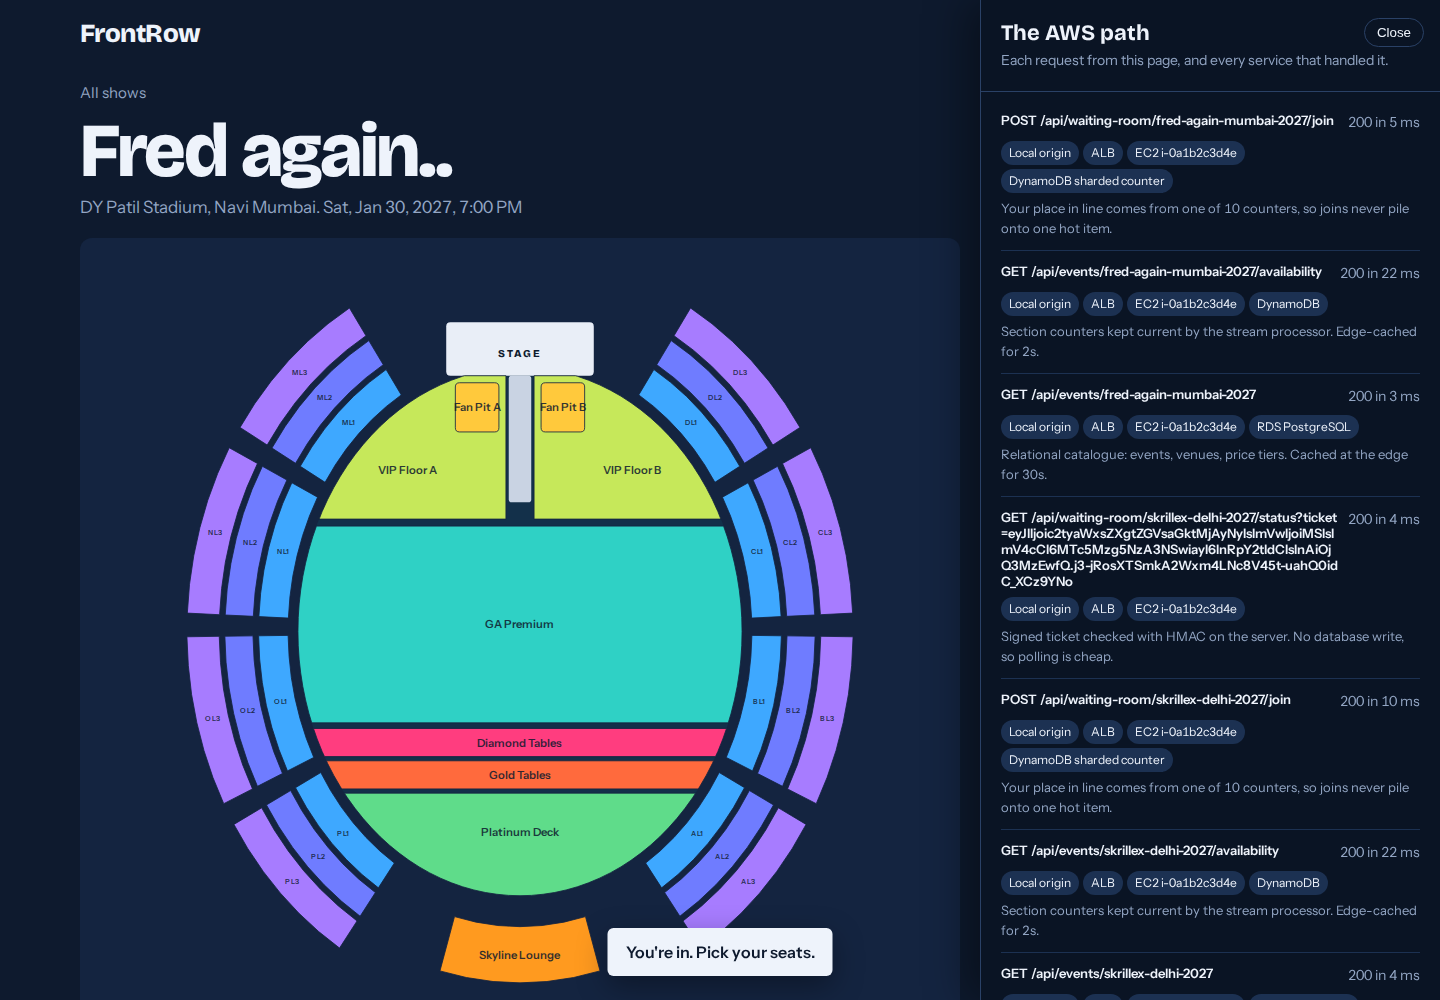 FrontRow
All shows
Fred again..
DY Patil Stadium, Navi Mumbai. Sat, Jan 30, 2027, 7:00 PM
STAGE
Fan Pit A
Fan Pit B
VIP Floor A
VIP Floor B
GA Premium
Diamond Tables
Gold Tables
Platinum Deck
Skyline Lounge
ML3
ML2
ML1
NL3
NL2
NL1
OL3
OL2
OL1
PL1
PL2
PL3
DL3
DL2
DL1
CL3
CL2
CL1
BL1
BL2
BL3
AL1
AL2
AL3
You're in. Pick your seats.
The AWS path
Close
Each request from this page, and every service that handled it.
POST /api/waiting-room/fred-again-mumbai-2027/join 200 in 5 ms
Local origin ALB EC2 i-0a1b2c3d4e
DynamoDB sharded counter
Your place in line comes from one of 10 counters, so joins never pile
onto one hot item.
GET /api/events/fred-again-mumbai-2027/availability 200 in 22 ms
Local origin ALB EC2 i-0a1b2c3d4e DynamoDB
Section counters kept current by the stream processor. Edge-cached
for 2s.
GET /api/events/fred-again-mumbai-2027 200 in 3 ms
Local origin ALB EC2 i-0a1b2c3d4e RDS PostgreSQL
Relational catalogue: events, venues, price tiers. Cached at the edge
for 30s.
GET /api/waiting-room/skrillex-delhi-2027/status?ticket 200 in 4 ms
Local origin ALB EC2 i-0a1b2c3d4e
Signed ticket checked with HMAC on the server. No database write,
so polling is cheap.
POST /api/waiting-room/skrillex-delhi-2027/join 200 in 10 ms
Local origin ALB EC2 i-0a1b2c3d4e
DynamoDB sharded counter
Your place in line comes from one of 10 counters, so joins never pile
onto one hot item.
GET /api/events/skrillex-delhi-2027/availability 200 in 22 ms
Local origin ALB EC2 i-0a1b2c3d4e DynamoDB
Section counters kept current by the stream processor. Edge-cached
for 2s.
GET /api/events/skrillex-delhi-2027 200 in 4 ms